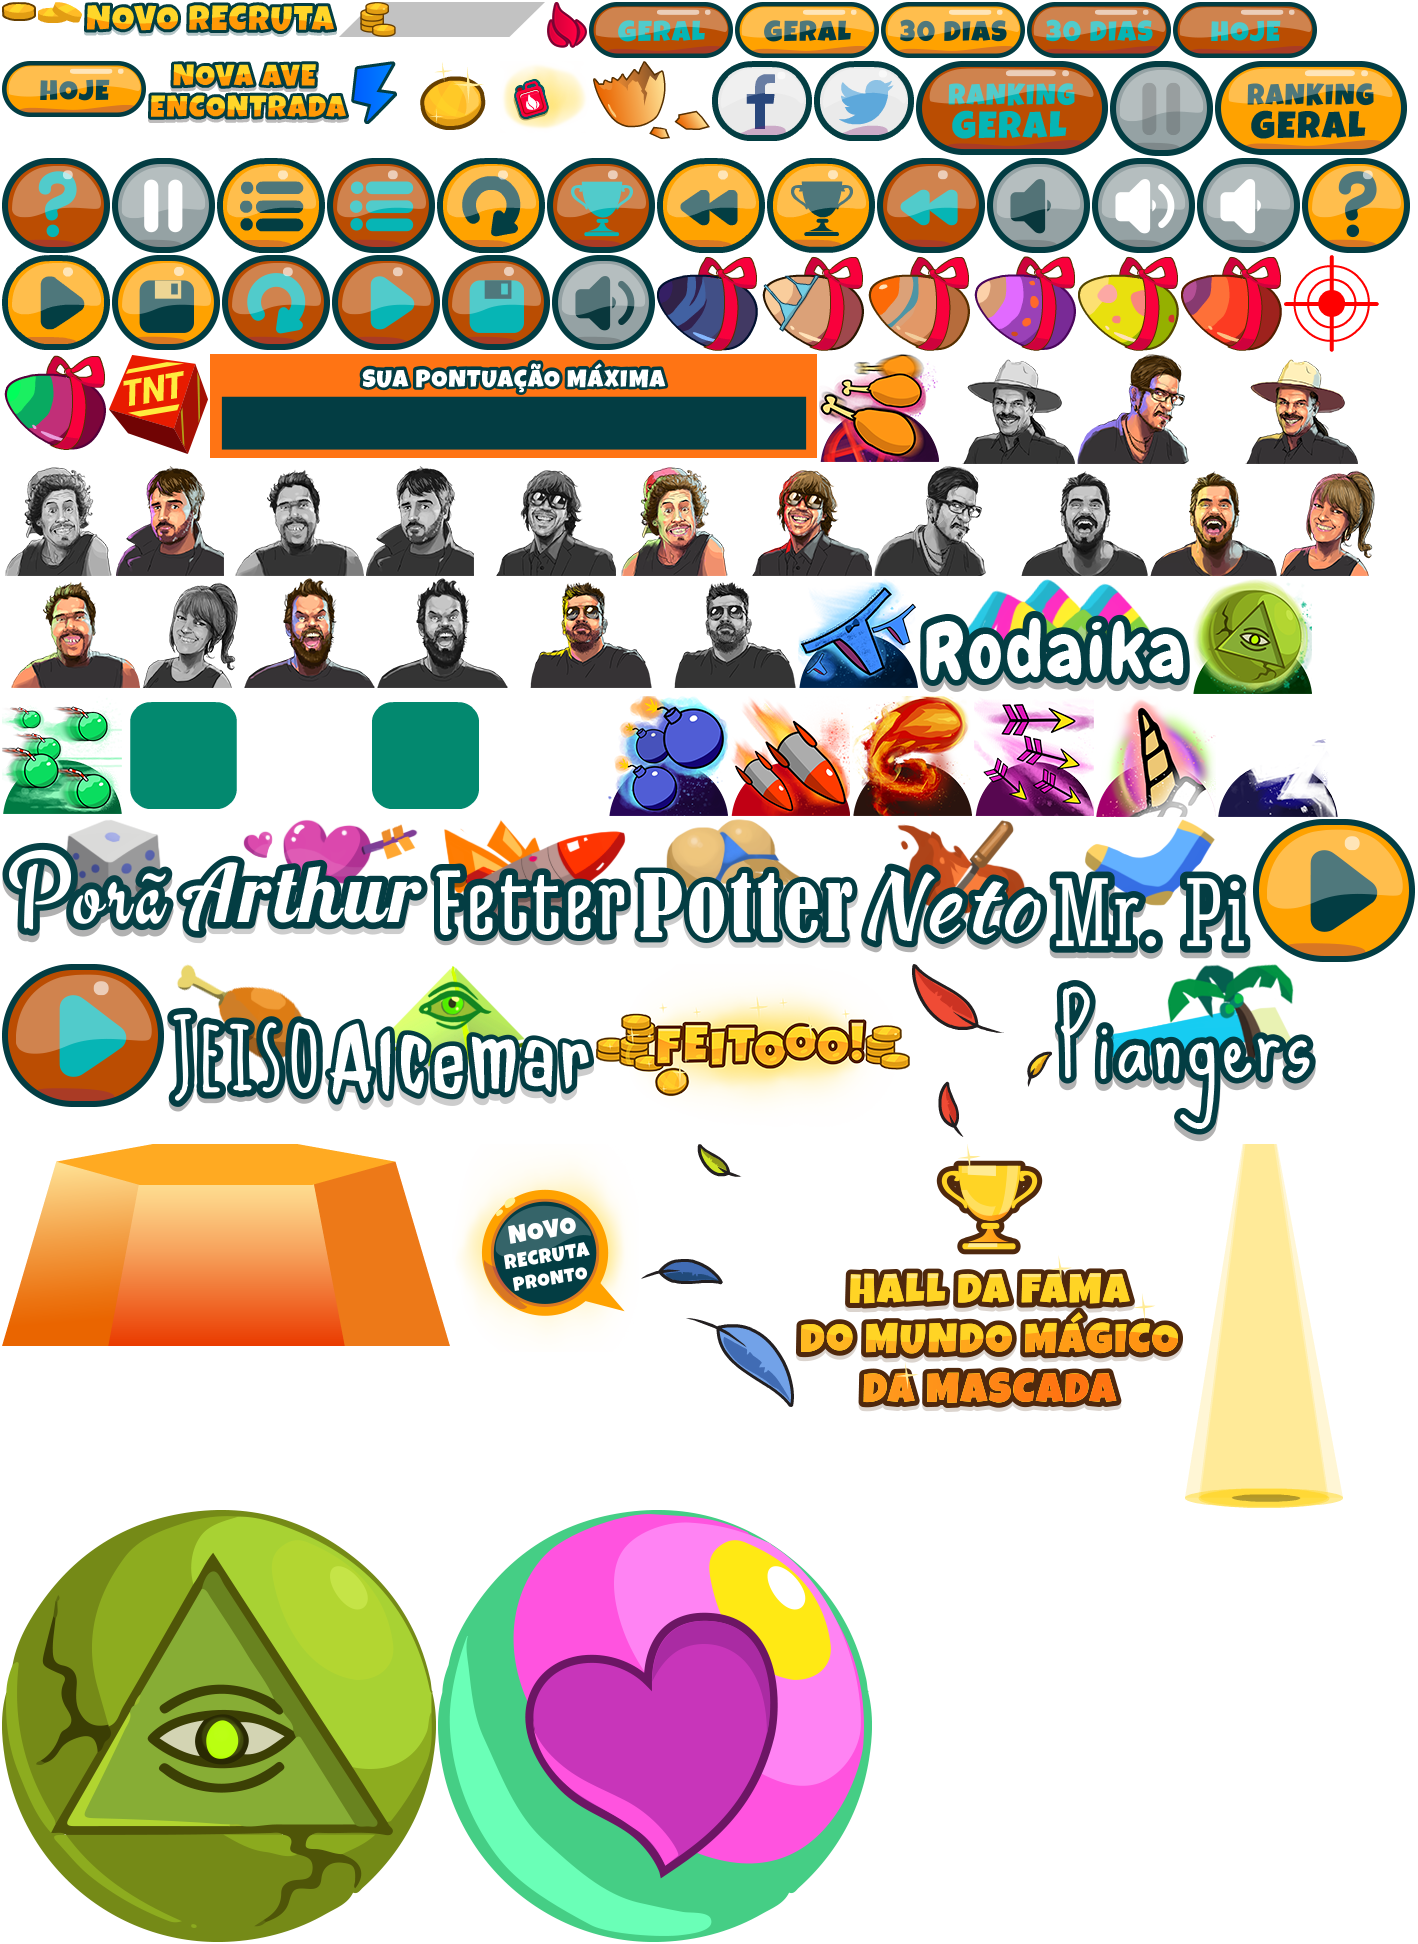 NOVO RECRUTA
GERAL
GERAL
30 DIAS
30 DIAS
HOJE
HOJE
NOVA AVE
ENCONTRADA
f
RANKING
GERAL
RANKING
GERAL
?
?
TNT
SUA PONTUAÇÃO MÁXIMA
Rodaika
Porã
Arthur
Fetter
Potter
Neto
Mr. Pi
JEISO
Alcemar
FEITOOO!
Piangers
NOVO
RECRUTA
PRONTO
HALL DA FAMA
DO MUNDO MÁGICO
DA MASCADA